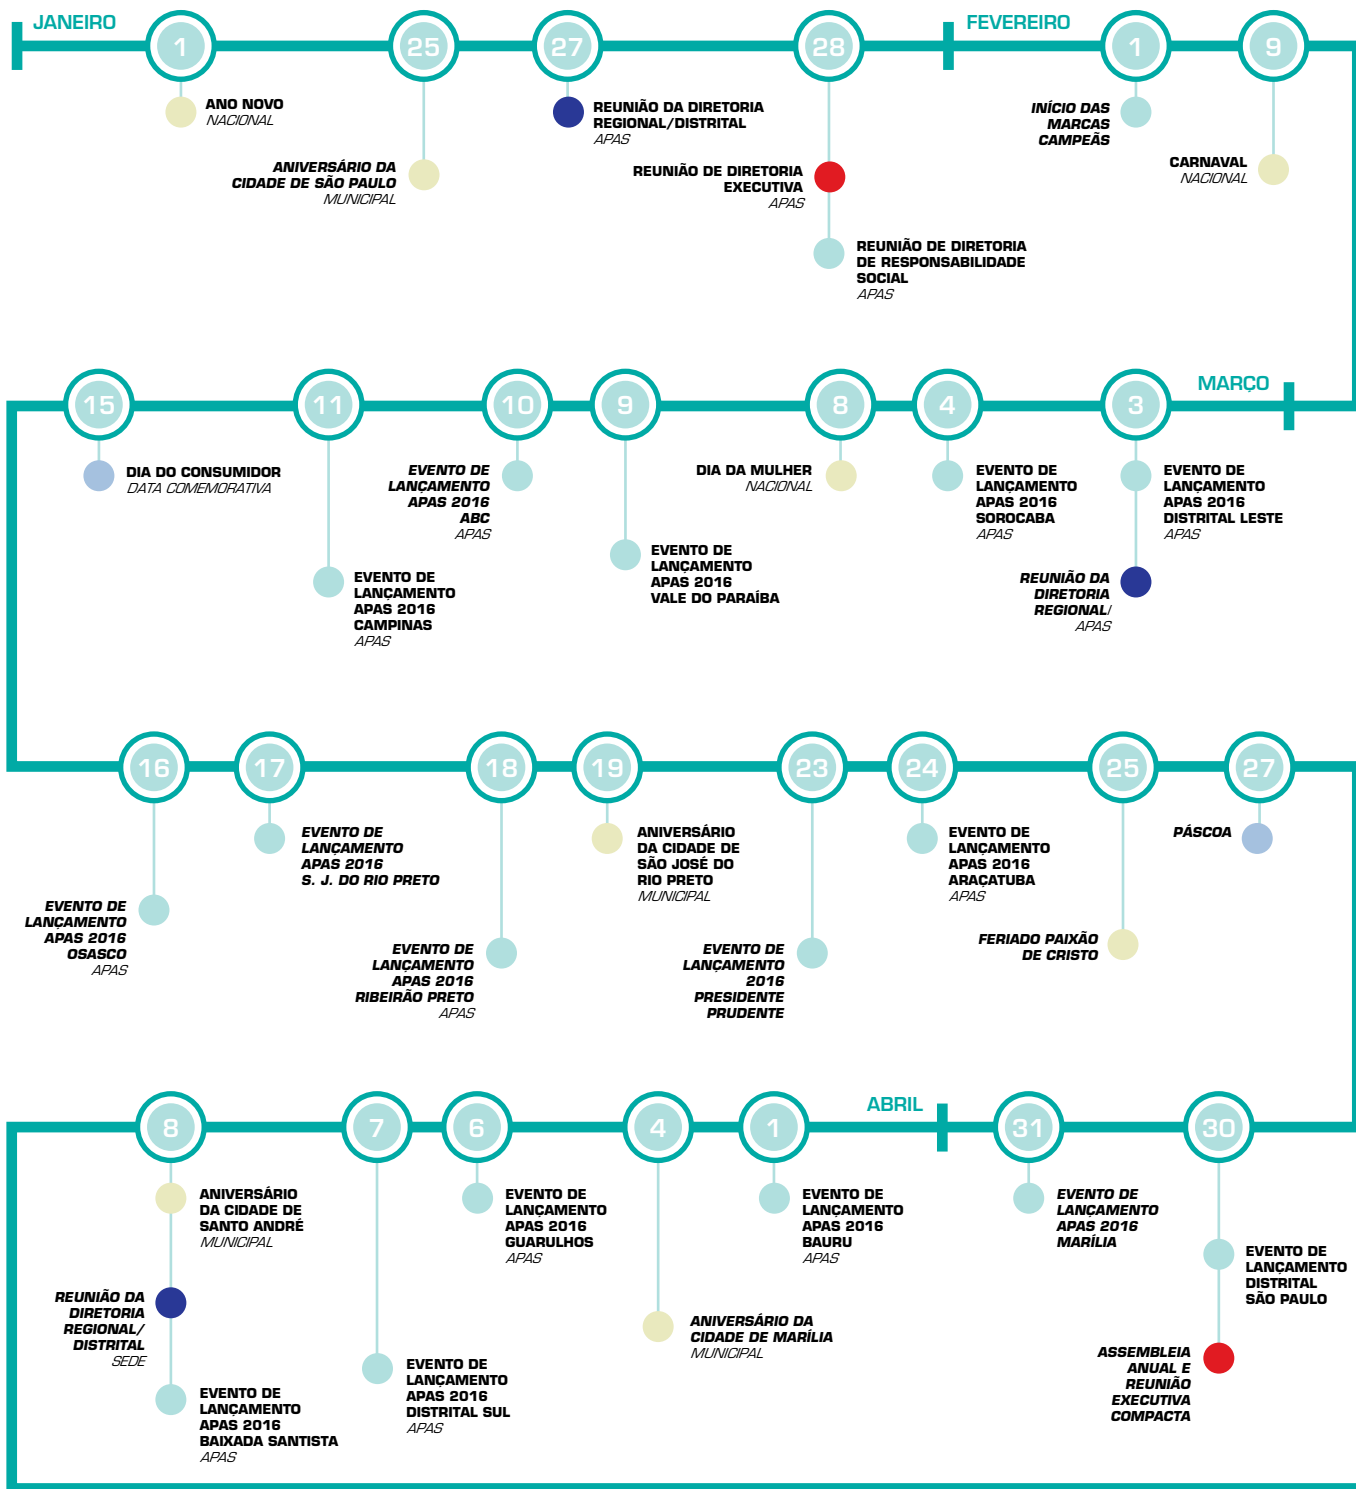 JANEIRO
1
ANO NOVO
NACIONAL
25
ANIVERSÁRIO DA
CIDADE DE SÃO PAULO
MUNICIPAL
27
REUNIÃO DA DIRETORIA
REGIONAL/DISTRITAL
APAS
28
REUNIÃO DE DIRETORIA
EXECUTIVA
APAS
REUNIÃO DE DIRETORIA
DE RESPONSABILIDADE
SOCIAL
APAS
FEVEREIRO
1
INÍCIO DAS
MARCAS
CAMPEÃS
9
CARNAVAL
NACIONAL
MARÇO
3
EVENTO DE
LANÇAMENTO
APAS 2016
DISTRITAL LESTE
APAS
REUNIÃO DA
DIRETORIA
REGIONAL/
APAS
4
EVENTO DE
LANÇAMENTO
APAS 2016
SOROCABA
APAS
8
DIA DA MULHER
NACIONAL
9
EVENTO DE
LANÇAMENTO
APAS 2016
VALE DO PARAÍBA
10
EVENTO DE
LANÇAMENTO
APAS 2016
ABC
APAS
11
EVENTO DE
LANÇAMENTO
APAS 2016
CAMPINAS
APAS
15
DIA DO CONSUMIDOR
DATA COMEMORATIVA
16
EVENTO DE
LANÇAMENTO
APAS 2016
OSASCO
APAS
17
EVENTO DE
LANÇAMENTO
APAS 2016
S. J. DO RIO PRETO
18
EVENTO DE
LANÇAMENTO
APAS 2016
RIBEIRÃO PRETO
APAS
19
ANIVERSÁRIO
DA CIDADE DE
SÃO JOSÉ DO
RIO PRETO
MUNICIPAL
23
EVENTO DE
LANÇAMENTO
2016
PRESIDENTE
PRUDENTE
24
EVENTO DE
LANÇAMENTO
APAS 2016
ARAÇATUBA
APAS
25
FERIADO PAIXÃO
DE CRISTO
27
PÁSCOA
30
EVENTO DE
LANÇAMENTO
DISTRITAL
SÃO PAULO
ASSEMBLEIA
ANUAL E
REUNIÃO
EXECUTIVA
COMPACTA
31
EVENTO DE
LANÇAMENTO
APAS 2016
MARÍLIA
ABRIL
1
EVENTO DE
LANÇAMENTO
APAS 2016
BAURU
APAS
4
ANIVERSÁRIO DA
CIDADE DE MARÍLIA
MUNICIPAL
6
EVENTO DE
LANÇAMENTO
APAS 2016
GUARULHOS
APAS
7
EVENTO DE
LANÇAMENTO
APAS 2016
DISTRITAL SUL
APAS
8
ANIVERSÁRIO
DA CIDADE DE
SANTO ANDRÉ
MUNICIPAL
REUNIÃO DA
DIRETORIA
REGIONAL/
DISTRITAL
SEDE
EVENTO DE
LANÇAMENTO
APAS 2016
BAIXADA SANTISTA
APAS